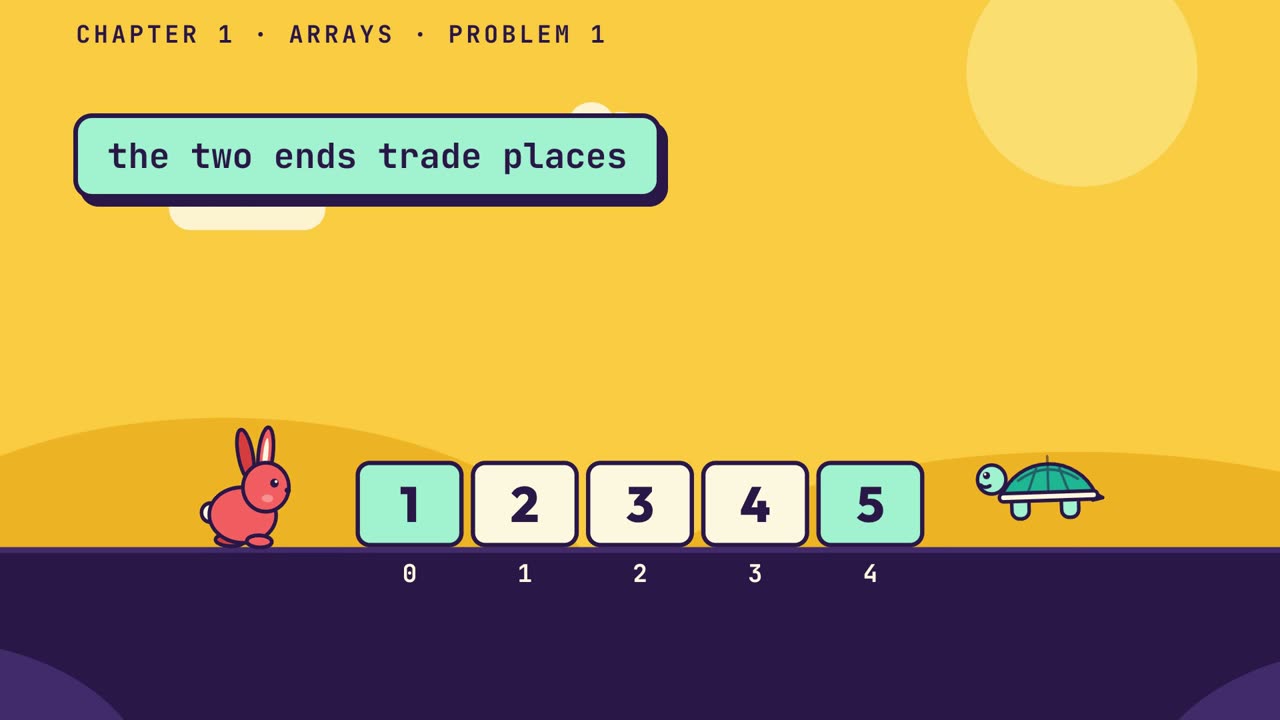 CHAPTER 1 · ARRAYS · PROBLEM 1
the two ends trade places
1 2 3 4 5
0 1 2 3 4